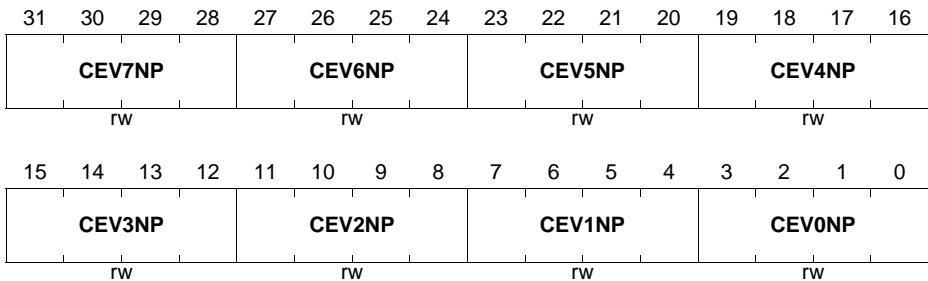 31 30 29 28 27 26 25 24 23 22 21 20 19 18 17 16
CEV7NP CEV6NP CEV5NP CEV4NP
rw rw rw rw
15 14 13 12 11 10 9 8 7 6 5 4 3 2 1 0
CEV3NP CEV2NP CEV1NP CEV0NP
rw rw rw rw